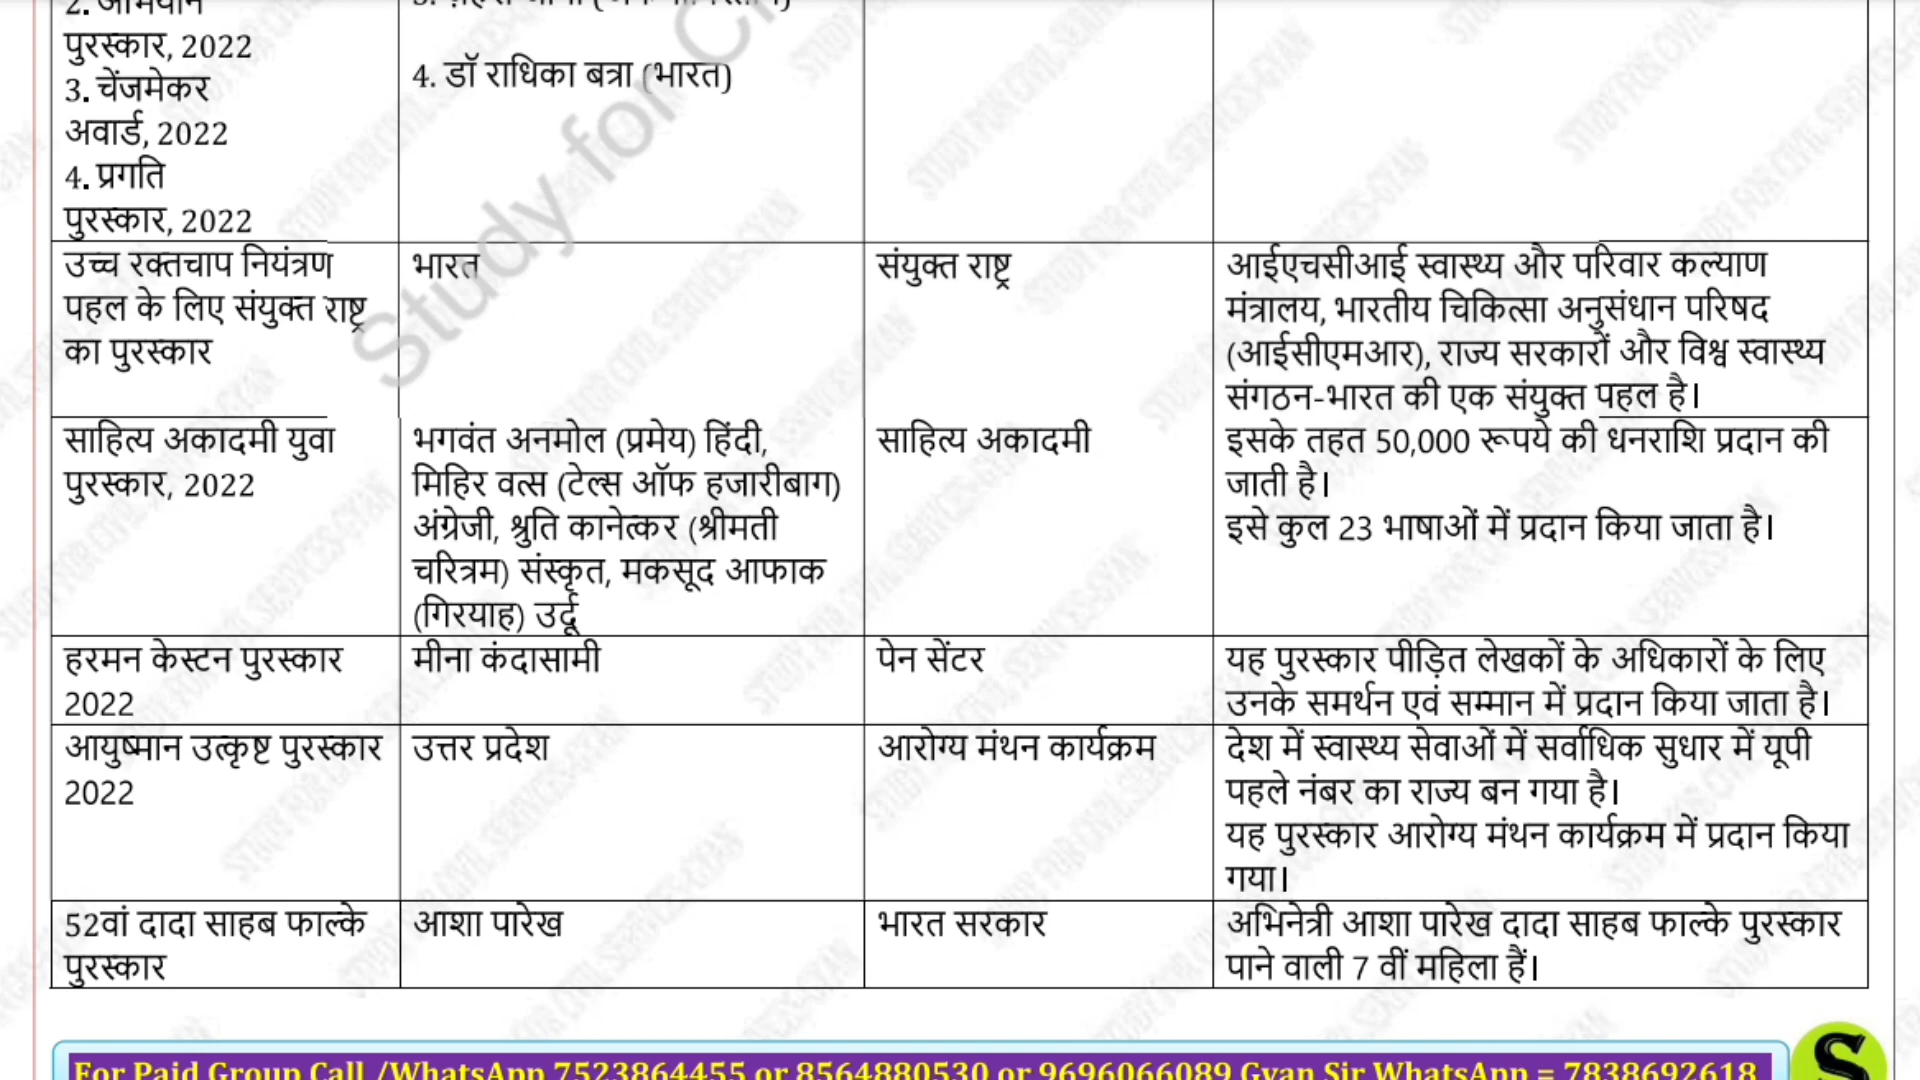 2. अभियान
पुरस्कार, 2022
3. चेंजमेकर
अवार्ड, 2022
4. प्रगति
पुरस्कार, 2022
4. डॉ राधिका बत्रा (भारत)
उच्च रक्तचाप नियंत्रण
पहल के लिए संयुक्त राष्ट्र
का पुरस्कार
भारत
संयुक्त राष्ट्र
आईएचसीआई स्वास्थ्य और परिवार कल्याण
मंत्रालय, भारतीय चिकित्सा अनुसंधान परिषद
(आईसीएमआर), राज्य सरकारों और विश्व स्वास्थ्य
संगठन-भारत की एक संयुक्त पहल है।
साहित्य अकादमी युवा
पुरस्कार, 2022
भगवंत अनमोल (प्रमेय) हिंदी,
मिहिर वत्स (टेल्स ऑफ हजारीबाग)
अंग्रेजी, श्रुति कानेत्कर (श्रीमती
चरित्रम) संस्कृत, मकसूद आफाक
(गिरयाह) उर्दू
साहित्य अकादमी
इसके तहत 50,000 रूपये की धनराशि प्रदान की
जाती है।
इसे कुल 23 भाषाओं में प्रदान किया जाता है।
हरमन केस्टन पुरस्कार
2022
मीना कंदासामी
पेन सेंटर
यह पुरस्कार पीड़ित लेखकों के अधिकारों के लिए
उनके समर्थन एवं सम्मान में प्रदान किया जाता है।
आयुष्मान उत्कृष्ट पुरस्कार
2022
उत्तर प्रदेश
आरोग्य मंथन कार्यक्रम
देश में स्वास्थ्य सेवाओं में सर्वाधिक सुधार में यूपी
पहले नंबर का राज्य बन गया है।
यह पुरस्कार आरोग्य मंथन कार्यक्रम में प्रदान किया
गया।
52वां दादा साहब फाल्के
पुरस्कार
आशा पारेख
भारत सरकार
अभिनेत्री आशा पारेख दादा साहब फाल्के पुरस्कार
पाने वाली 7 वीं महिला हैं।
Study for
For Paid Group Call /WhatsApp 7523864455 or 8564880530 or 9696066089 Gyan Sir WhatsApp = 7838692618
S